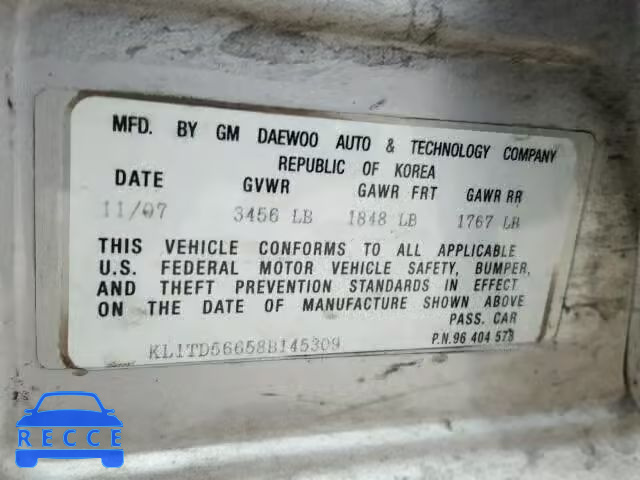 MFD. BY GM DAEWOO AUTO & TECHNOLOGY COMPANY
REPUBLIC OF KOREA
DATE GVWR GAWR FRT GAWR RR
11/07 3456 LB 1848 LB 1767 LB
THIS VEHICLE CONFORMS TO ALL APPLICABLE
U.S. FEDERAL MOTOR VEHICLE SAFETY, BUMPER,
AND THEFT PREVENTION STANDARDS IN EFFECT
ON THE DATE OF MANUFACTURE SHOWN ABOVE
PASS. CAR
KL1TD56658B145309 P.N. 96 404 578
RECCE